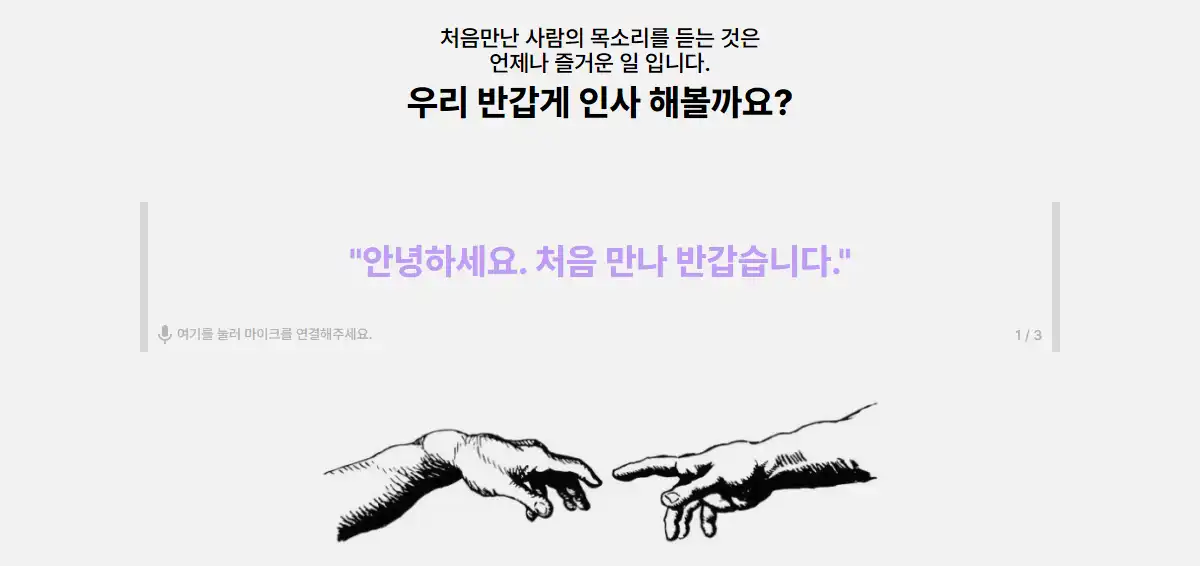 처음만난 사람의 목소리를 듣는 것은
언제나 즐거운 일 입니다.
우리 반갑게 인사 해볼까요?
"안녕하세요. 처음 만나 반갑습니다."
여기를 눌러 마이크를 연결해주세요.
1 / 3